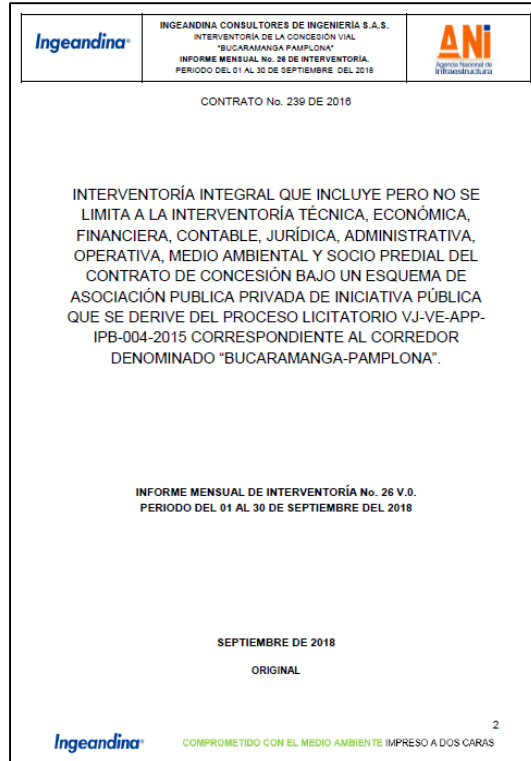 Ingeandina
INGEANDINA CONSULTORES DE INGENIERÍA S.A.S.
INTERVENTORÍA DE LA CONCESIÓN VIAL
"BUCARAMANGA PAMPLONA"
INFORME MENSUAL No. 26 DE INTERVENTORÍA.
PERIODO DEL 01 AL 30 DE SEPTIEMBRE DEL 2018
ANI
Agencia Nacional de
Infraestructura
CONTRATO No. 239 DE 2016
INTERVENTORÍA INTEGRAL QUE INCLUYE PERO NO SE
LIMITA A LA INTERVENTORÍA TÉCNICA, ECONÓMICA,
FINANCIERA, CONTABLE, JURÍDICA, ADMINISTRATIVA,
OPERATIVA, MEDIO AMBIENTAL Y SOCIO PREDIAL DEL
CONTRATO DE CONCESIÓN BAJO UN ESQUEMA DE
ASOCIACIÓN PUBLICA PRIVADA DE INICIATIVA PÚBLICA
QUE SE DERIVE DEL PROCESO LICITATORIO VJ-VE-APP-
IPB-004-2015 CORRESPONDIENTE AL CORREDOR
DENOMINADO “BUCARAMANGA-PAMPLONA”.
INFORME MENSUAL DE INTERVENTORÍA No. 26 V.0.
PERIODO DEL 01 AL 30 DE SEPTIEMBRE DEL 2018
SEPTIEMBRE DE 2018
ORIGINAL
2
Ingeandina
COMPROMETIDO CON EL MEDIO AMBIENTE IMPRESO A DOS CARAS